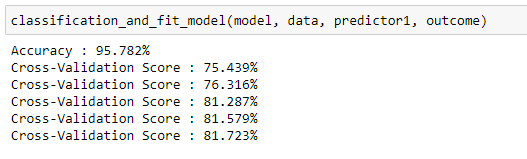 classification_and_fit_model(model, data, predictor1, outcome)
Accuracy : 95.782%
Cross-Validation Score : 75.439%
Cross-Validation Score : 76.316%
Cross-Validation Score : 81.287%
Cross-Validation Score : 81.579%
Cross-Validation Score : 81.723%